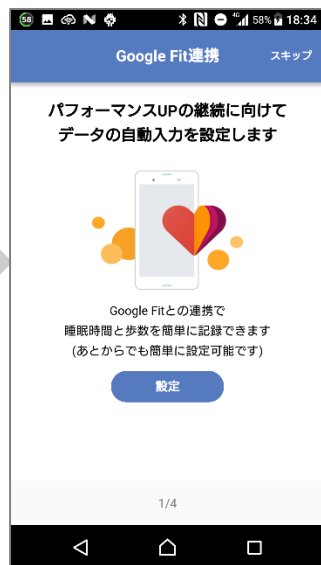 58 4G 58% 18:34
Google Fit連携 スキップ
パフォーマンスUPの継続に向けて
データの自動入力を設定します
Google Fitとの連携で
睡眠時間と歩数を簡単に記録できます
(あとからでも簡単に設定可能です)
設定
1/4